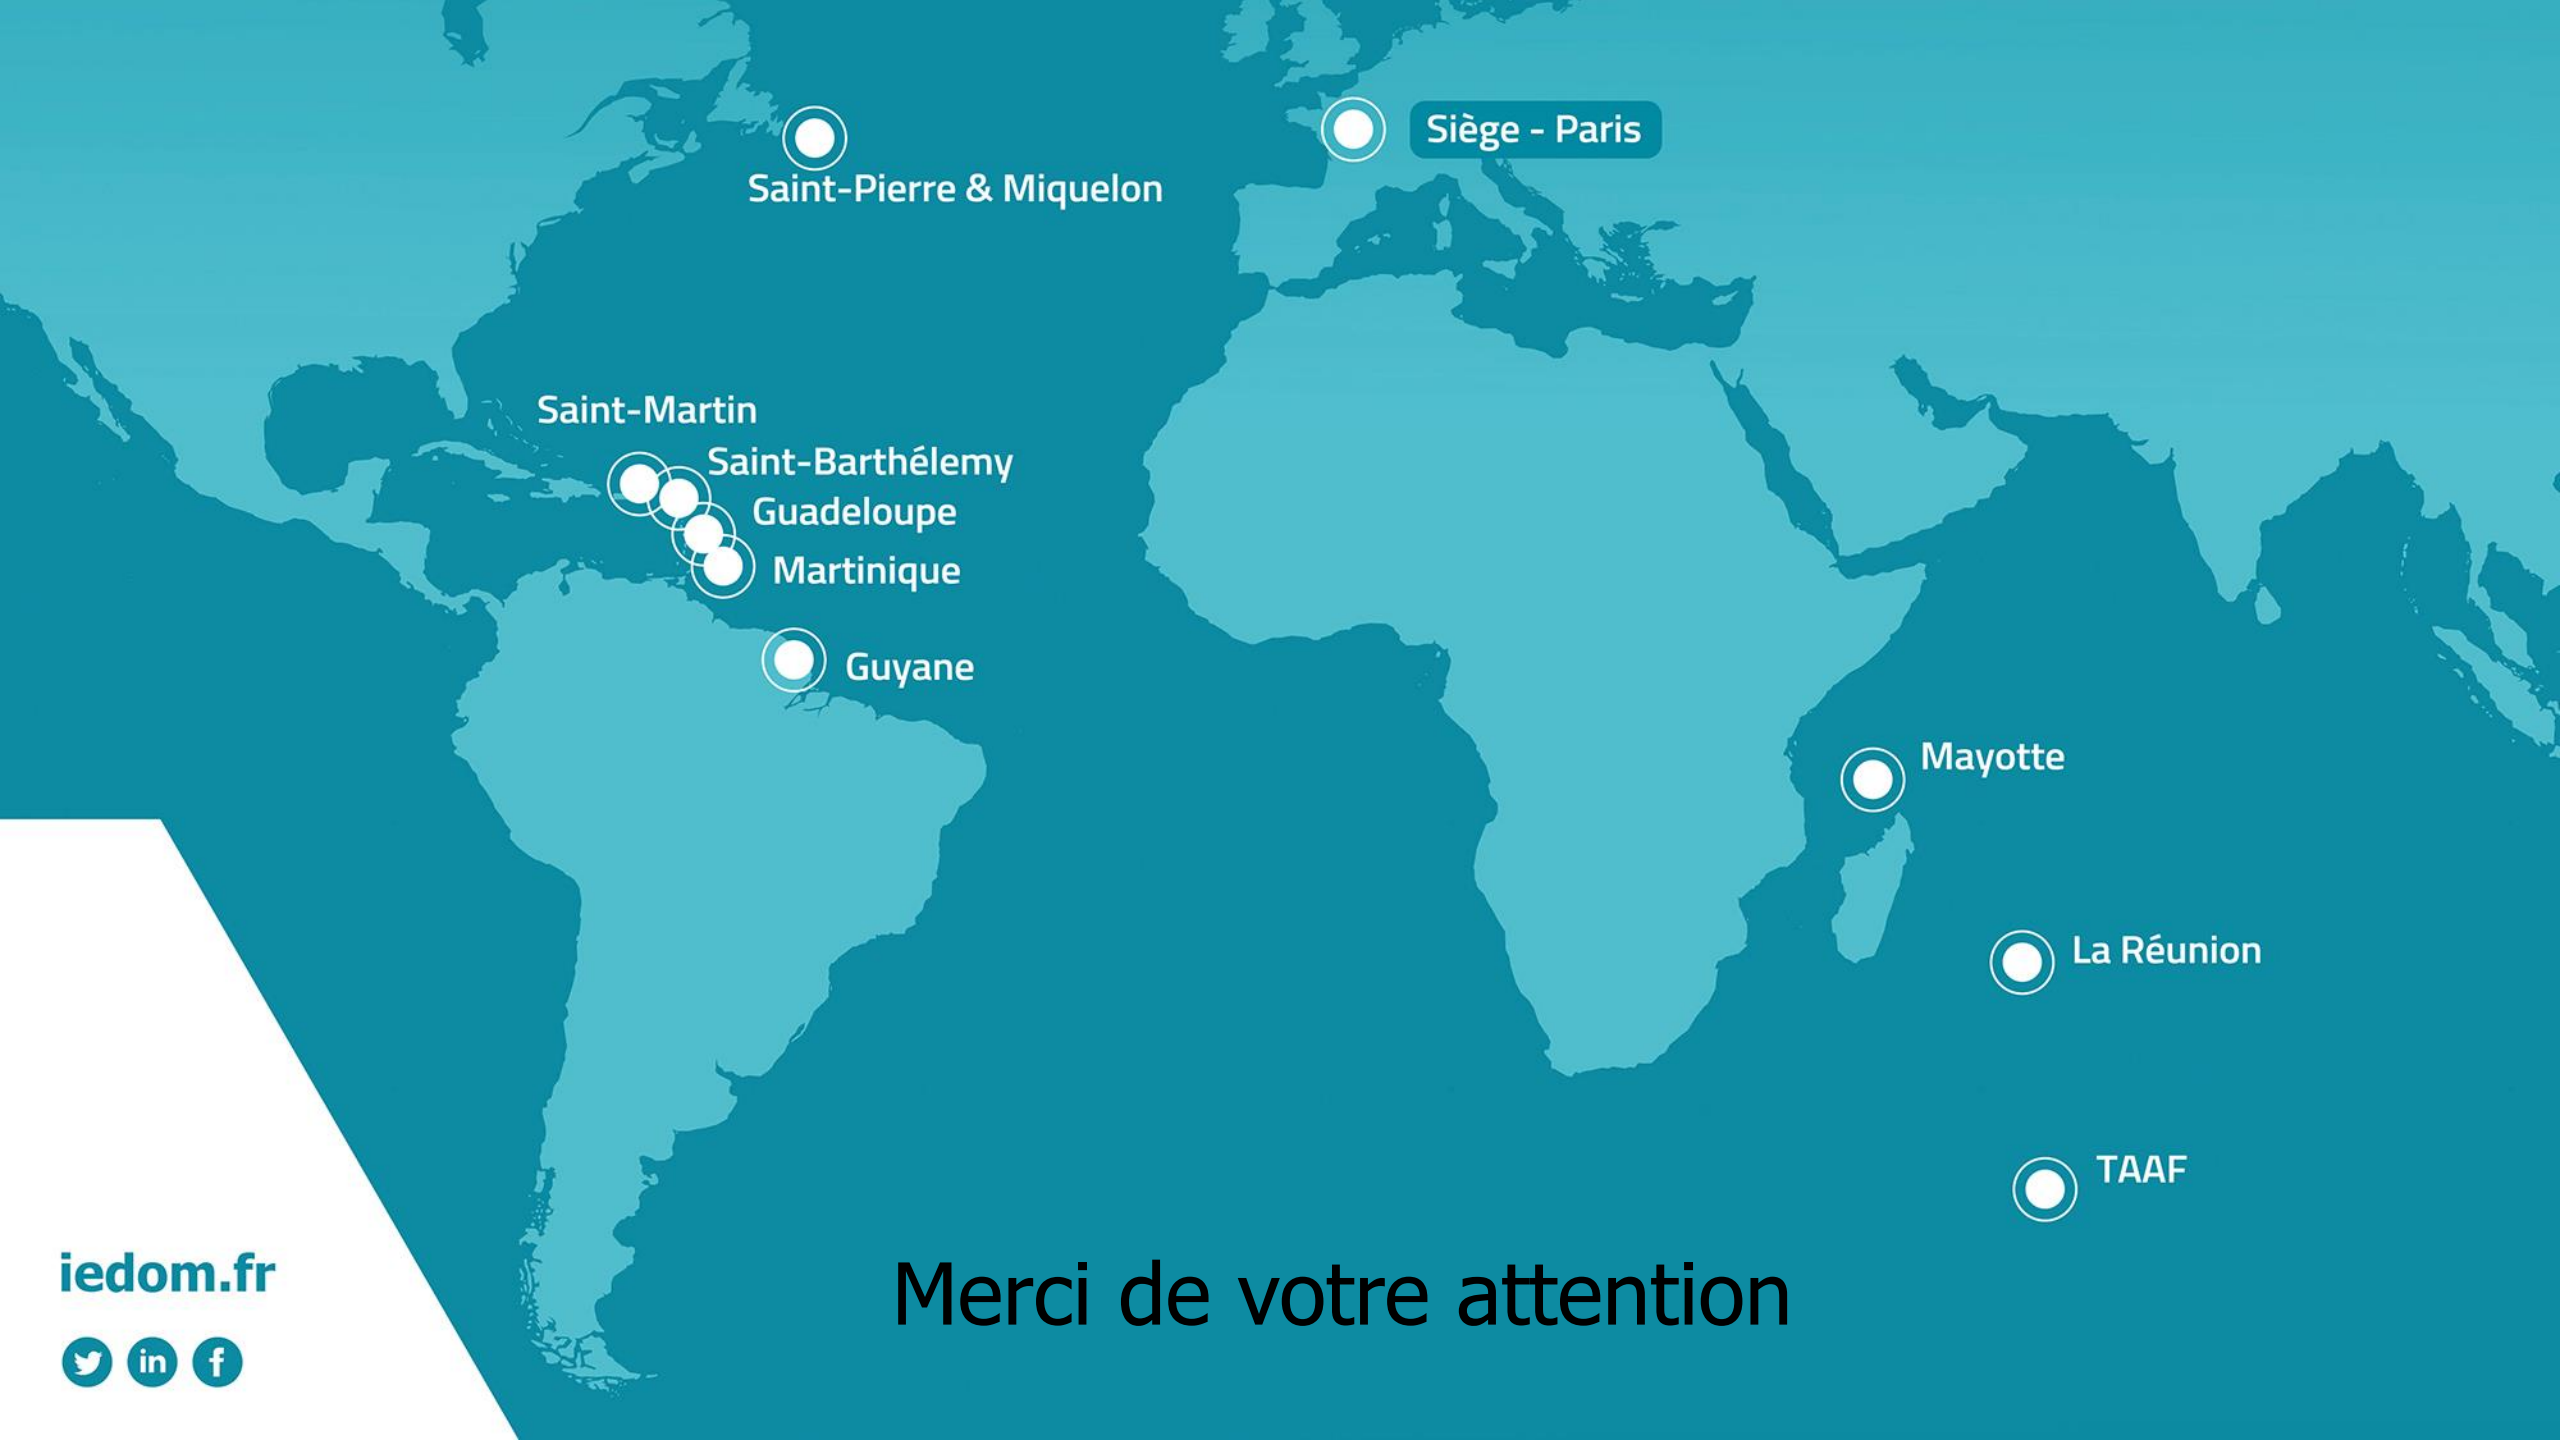 Siège - Paris
Saint-Pierre & Miquelon
Saint-Martin
Saint-Barthélemy
Guadeloupe
Martinique
Guyane
Mayotte
La Réunion
TAAF
iedom.fr
Merci de votre attention
in f